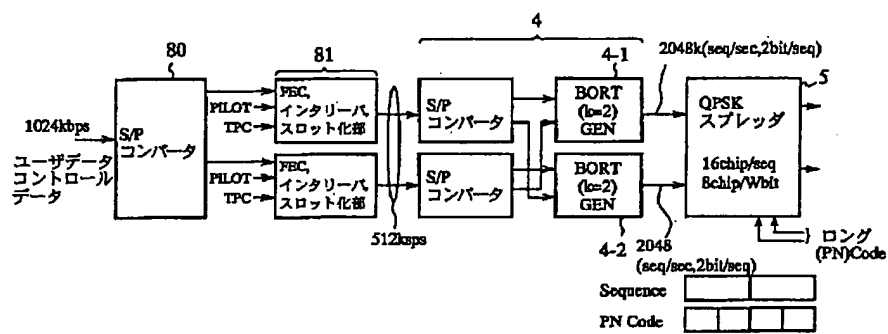 80
1024kbps
ユーザデータ
コントロール
データ
S/P
コンバータ
81
FEC,
インタリーバ,
スロット化部
PILOT
TPC
FEC,
インタリーバ,
スロット化部
PILOT
TPC
512ksps
4
S/P
コンバータ
S/P
コンバータ
4-1
BORT
(k=2)
GEN
BORT
(k=2)
GEN
4-2
2048k(seq/sec,2bit/seq)
2048
(seq/sec,2bit/seq)
5
QPSK
スプレッダ
16chip/seq
8chip/Wbit
ロング
(PN)Code
Sequence
PN Code